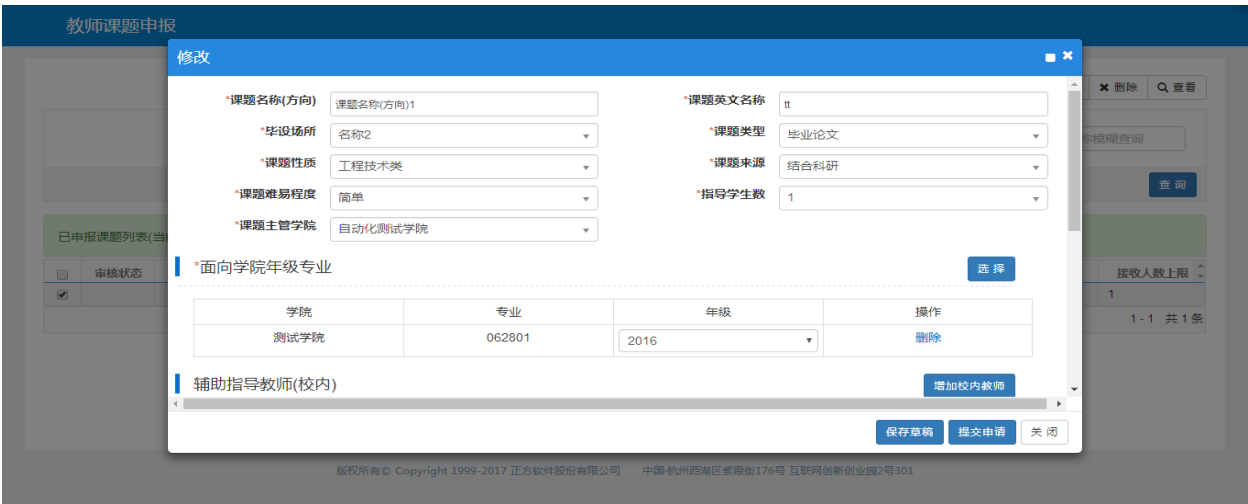 教师课题申报
修改
删除 查看
*课题名称(方向) 课题名称(方向)1 *课题英文名称 tt
*毕设场所 名称2 *课题类型 毕业论文
你模糊查询
*课题性质 工程技术类 *课题来源 结合科研
*课题难易程度 简单 *指导学生数 1
查 询
*课题主管学院 自动化测试学院
已申报课题列表(当
*面向学院年级专业 选 择
审核状态 接收人数上限
1
学院 专业 年级 操作
1 - 1 共 1 条
测试学院 062801 2016 删除
辅助指导教师(校内) 增加校内教师
保存草稿 提交申请 关 闭
版权所有© Copyright 1999-2017 正方软件股份有限公司 中国·杭州西湖区紫霞街176号 互联网创新创业园2号301